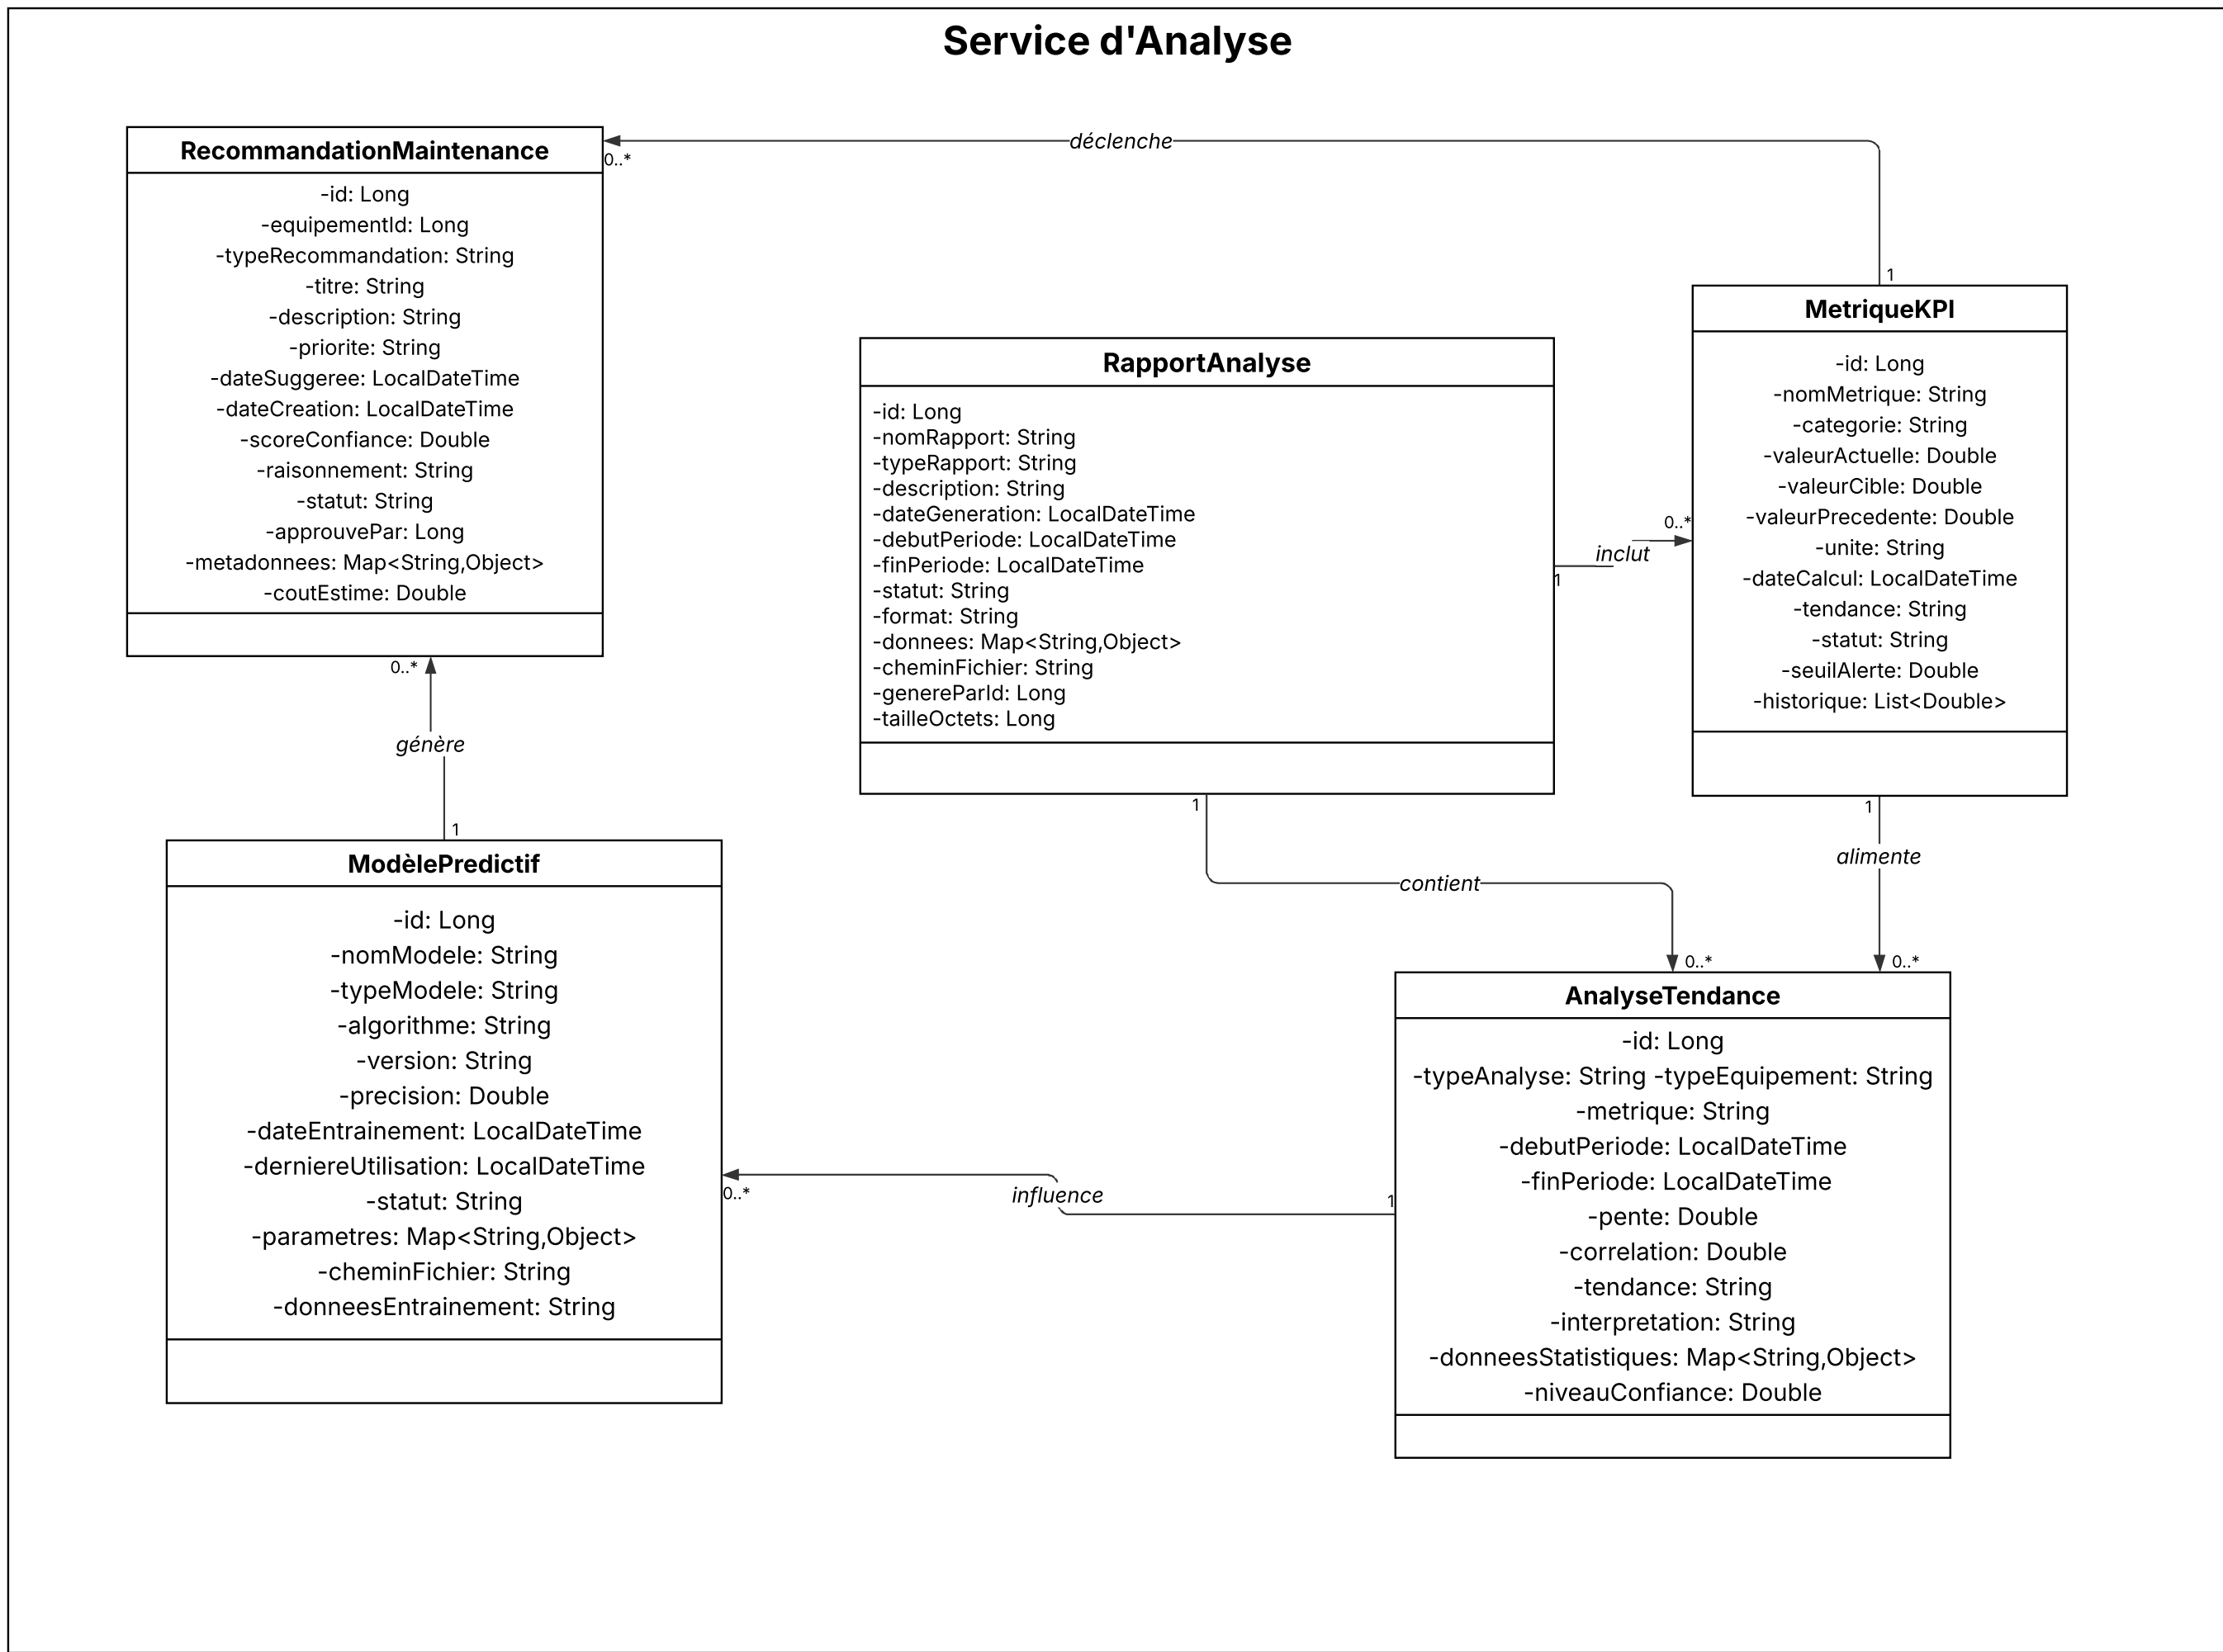 Service d'Analyse
déclenche
RecommandationMaintenance
0..*
-id: Long
-equipementId: Long
-typeRecommandation: String
-titre: String
-description: String
-priorite: String
-dateSuggeree: LocalDateTime
-dateCreation: LocalDateTime
-scoreConfiance: Double
-raisonnement: String
-statut: String
-approuvePar: Long
-metadonnees: Map<String,Object>
-coutEstime: Double
1
MetriqueKPI
-id: Long
-nomMetrique: String
-categorie: String
-valeurActuelle: Double
-valeurCible: Double
-valeurPrecedente: Double
-unite: String
-dateCalcul: LocalDateTime
-tendance: String
-statut: String
-seuilAlerte: Double
-historique: List<Double>
RapportAnalyse
-id: Long
-nomRapport: String
-typeRapport: String
-description: String
-dateGeneration: LocalDateTime
-debutPeriode: LocalDateTime
-finPeriode: LocalDateTime
-statut: String
-format: String
-donnees: Map<String,Object>
-cheminFichier: String
-genereParId: Long
-tailleOctets: Long
0..*
inclut
1
0..*
génère
1
1
contient
0..*
1
alimente
0..*
ModèlePredictif
-id: Long
-nomModele: String
-typeModele: String
-algorithme: String
-version: String
-precision: Double
-dateEntrainement: LocalDateTime
-derniereUtilisation: LocalDateTime
-statut: String
-parametres: Map<String,Object>
-cheminFichier: String
-donneesEntrainement: String
0..*
influence
1
AnalyseTendance
-id: Long
-typeAnalyse: String -typeEquipement: String
-metrique: String
-debutPeriode: LocalDateTime
-finPeriode: LocalDateTime
-pente: Double
-correlation: Double
-tendance: String
-interpretation: String
-donneesStatistiques: Map<String,Object>
-niveauConfiance: Double